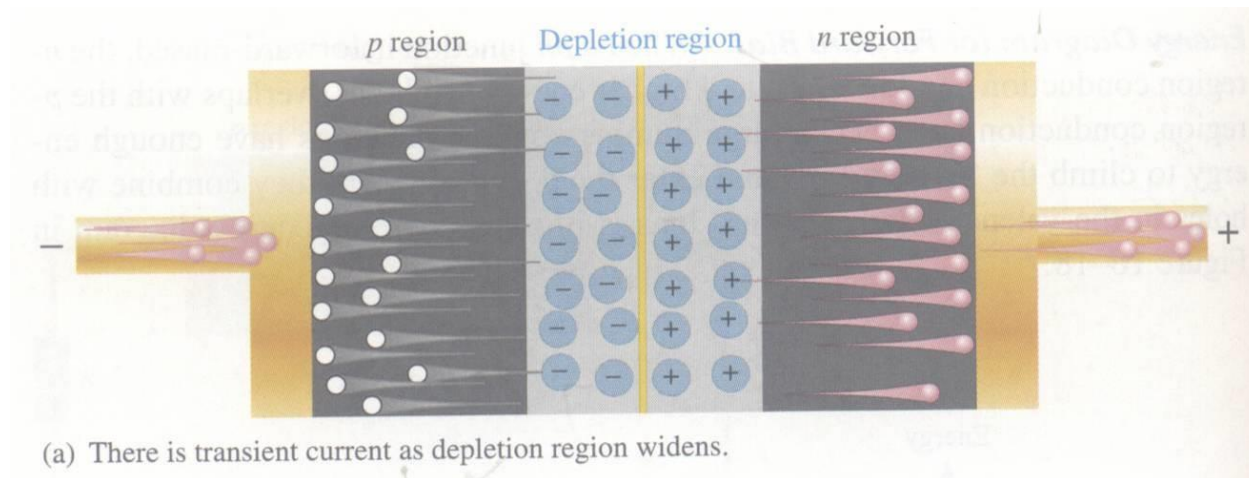 p region
Depletion region
n region
− − +
− − + +
− − + +
− − + +
− − + +
− − + +
− − + +
− − + +
−
+
(a) There is transient current as depletion region widens.